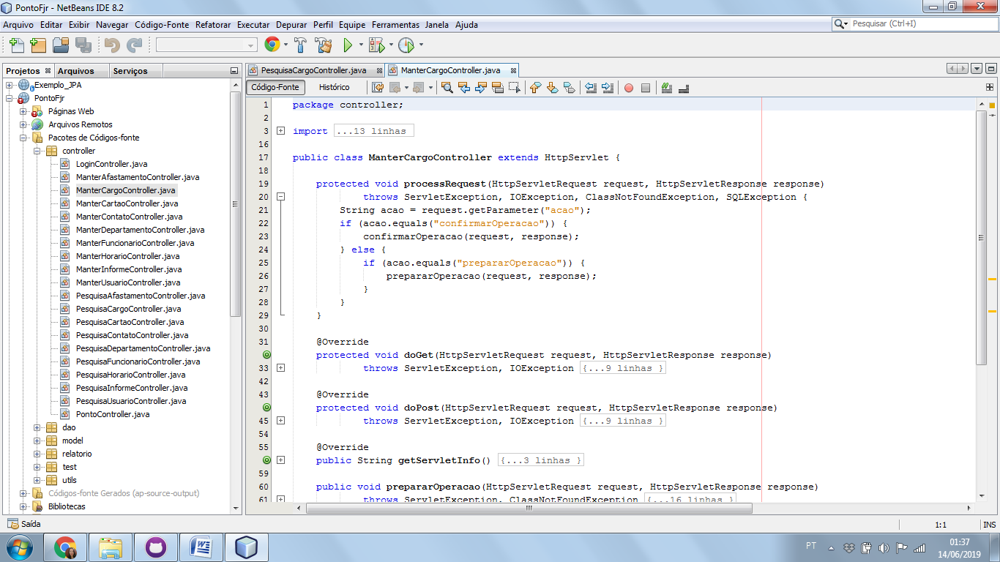 PontoFjr - NetBeans IDE 8.2
Arquivo Editar Exibir Navegar Código-Fonte Refatorar Executar Depurar Perfil Equipe Ferramentas Janela Ajuda
Pesquisar (Ctrl+I)
Projetos Arquivos Serviços
Exemplo_JPA
PontoFjr
Páginas Web
Arquivos Remotos
Pacotes de Códigos-fonte
controller
LoginController.java
ManterAfastamentoController.java
ManterCargoController.java
ManterCartaoController.java
ManterContatoController.java
ManterDepartamentoController.java
ManterFuncionarioController.java
ManterHorarioController.java
ManterInformeController.java
ManterUsuarioController.java
PesquisaAfastamentoController.java
PesquisaCargoController.java
PesquisaCartaoController.java
PesquisaContatoController.java
PesquisaDepartamentoController.java
PesquisaFuncionarioController.java
PesquisaHorarioController.java
PesquisaInformeController.java
PesquisaUsuarioController.java
PontoController.java
dao
model
relatorio
test
utils
Códigos-fonte Gerados (ap-source-output)
Bibliotecas
PesquisaCargoController.java ManterCargoController.java
Código-Fonte Histórico
1 package controller;
2
3 import ...13 linhas
16
17 public class ManterCargoController extends HttpServlet {
18
19 protected void processRequest(HttpServletRequest request, HttpServletResponse response)
20 throws ServletException, IOException, ClassNotFoundException, SQLException {
21 String acao = request.getParameter("acao");
22 if (acao.equals("confirmarOperacao")) {
23 confirmarOperacao(request, response);
24 } else {
25 if (acao.equals("prepararOperacao")) {
26 prepararOperacao(request, response);
27 }
28 }
29 }
30
31 @Override
protected void doGet(HttpServletRequest request, HttpServletResponse response)
33 throws ServletException, IOException {...9 linhas }
42
43 @Override
protected void doPost(HttpServletRequest request, HttpServletResponse response)
45 throws ServletException, IOException {...9 linhas }
54
55 @Override
public String getServletInfo() {...3 linhas }
59
60 public void prepararOperacao(HttpServletRequest request, HttpServletResponse response)
61 throws ServletException, ClassNotFoundException {...16 linhas }
Saída
1:1 INS
PT
01:37
14/06/2019